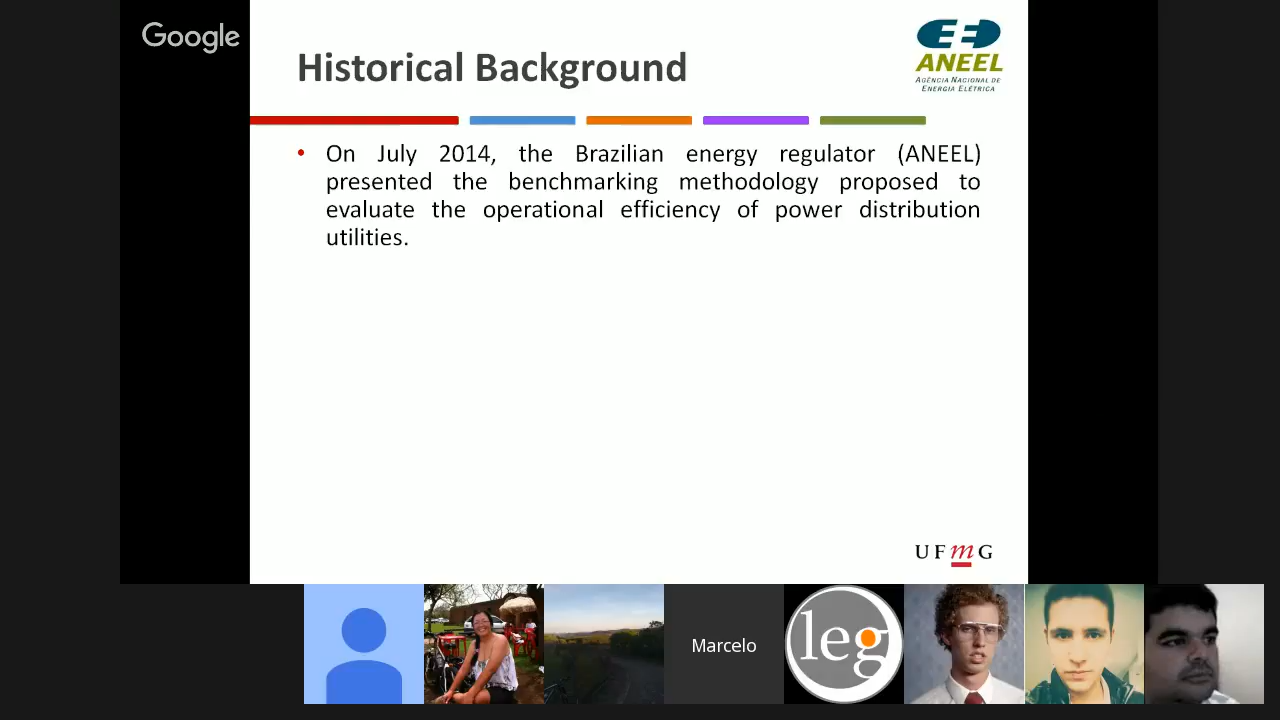 Google
Historical Background
ANEEL
AGÊNCIA NACIONAL DE
ENERGIA ELÉTRICA
• On July 2014, the Brazilian energy regulator (ANEEL)
presented the benchmarking methodology proposed to
evaluate the operational efficiency of power distribution
utilities.
UFmG
Marcelo
leg